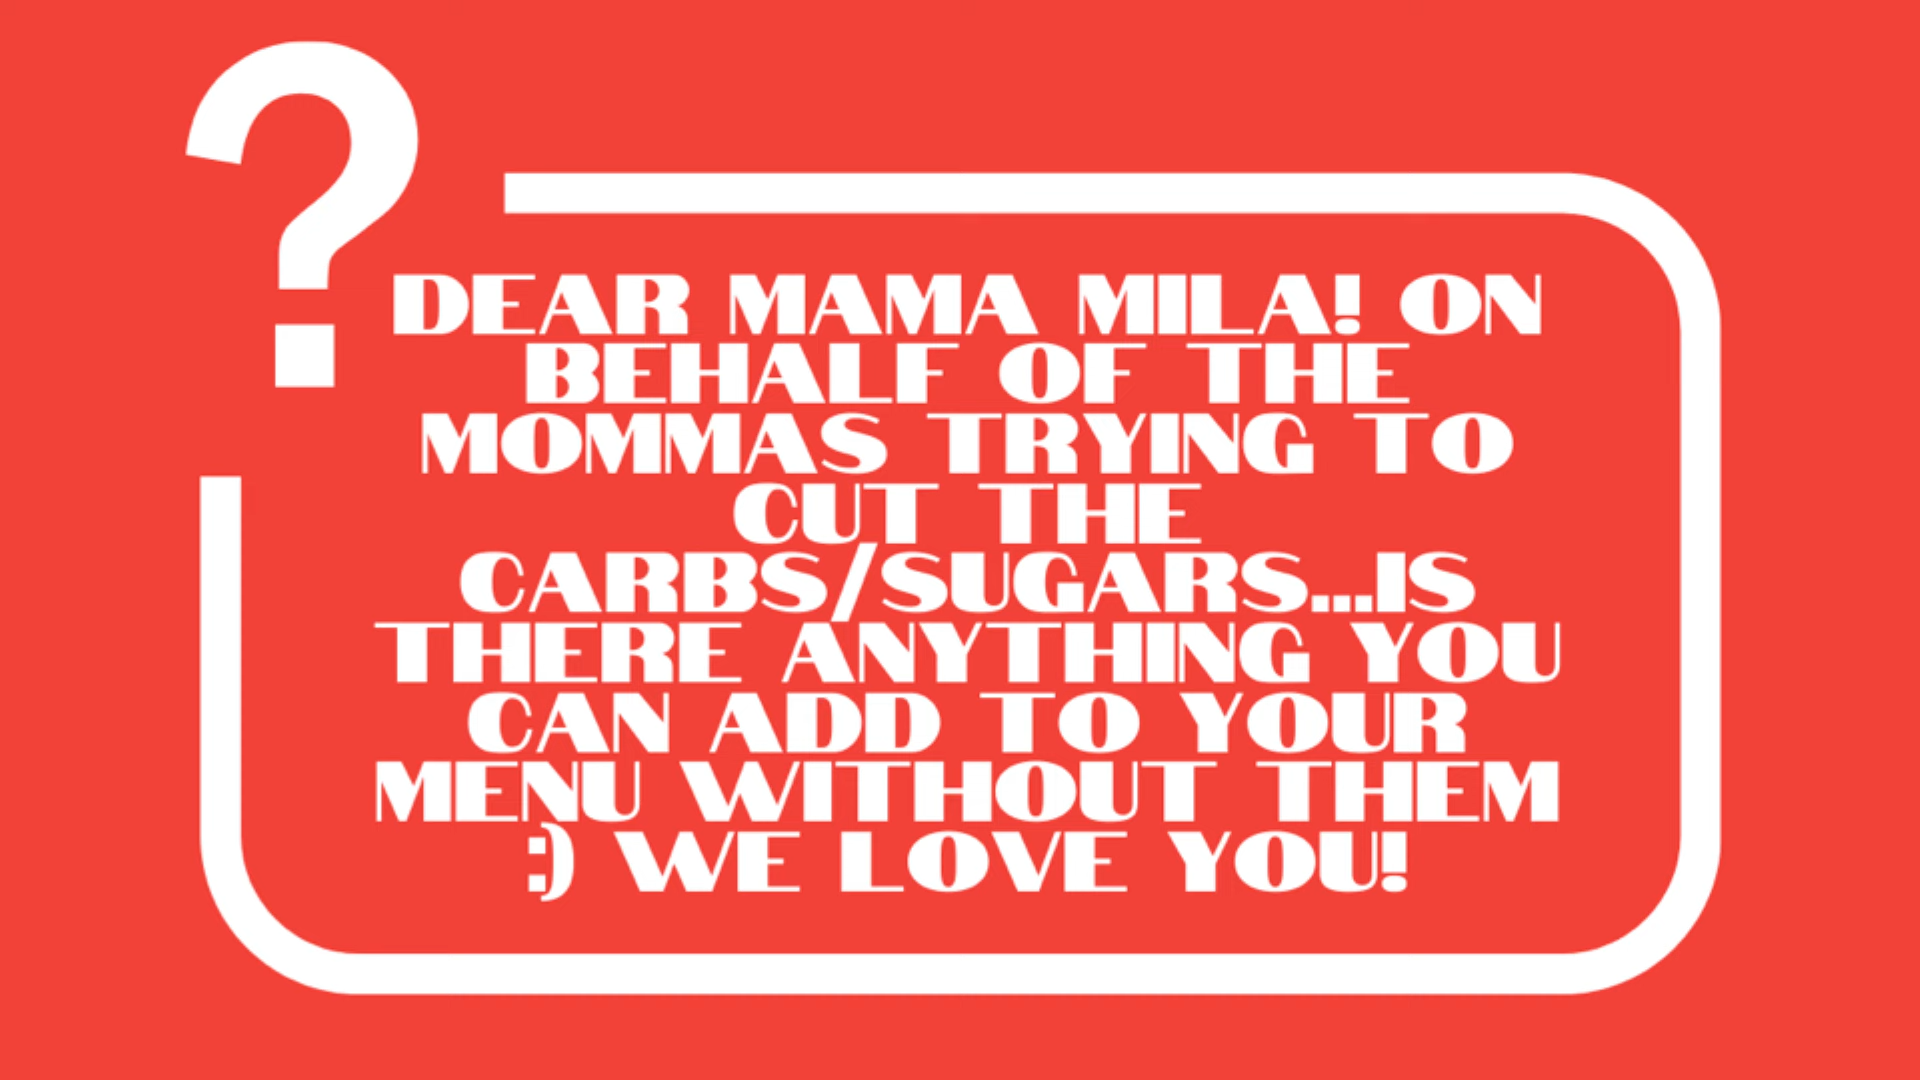 ?
DEAR MAMA MILA! ON
BEHALF OF THE
MOMMAS TRYING TO
CUT THE
CARBS/SUGARS...IS
THERE ANYTHING YOU
CAN ADD TO YOUR
MENU WITHOUT THEM
:) WE LOVE YOU!